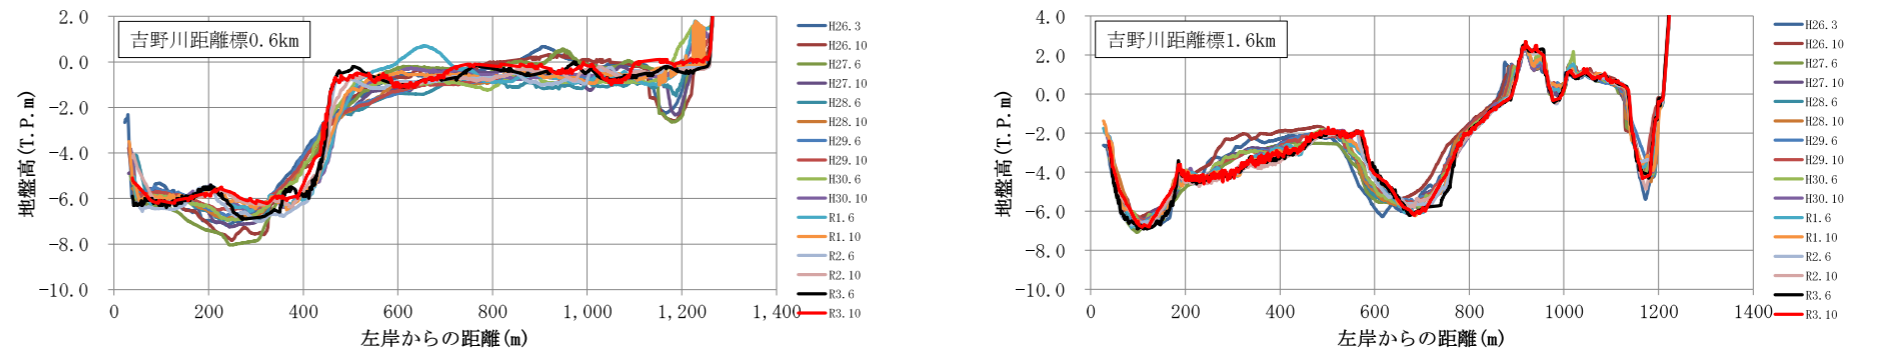 吉野川距離標0.6km
地盤高(T.P.m)
2.0
0.0
-2.0
-4.0
-6.0
-8.0
-10.0
0 200 400 600 800 1,000 1,200 1,400
左岸からの距離(m)
H26.3
H26.10
H27.6
H27.10
H28.6
H28.10
H29.6
H29.10
H30.6
H30.10
R1.6
R1.10
R2.6
R2.10
R3.6
R3.10
吉野川距離標1.6km
地盤高(T.P.m)
4.0
2.0
0.0
-2.0
-4.0
-6.0
-8.0
-10.0
0 200 400 600 800 1000 1200 1400
左岸からの距離(m)
H26.3
H26.10
H27.6
H27.10
H28.6
H28.10
H29.6
H29.10
H30.6
H30.10
R1.6
R1.10
R2.6
R2.10
R3.6
R3.10